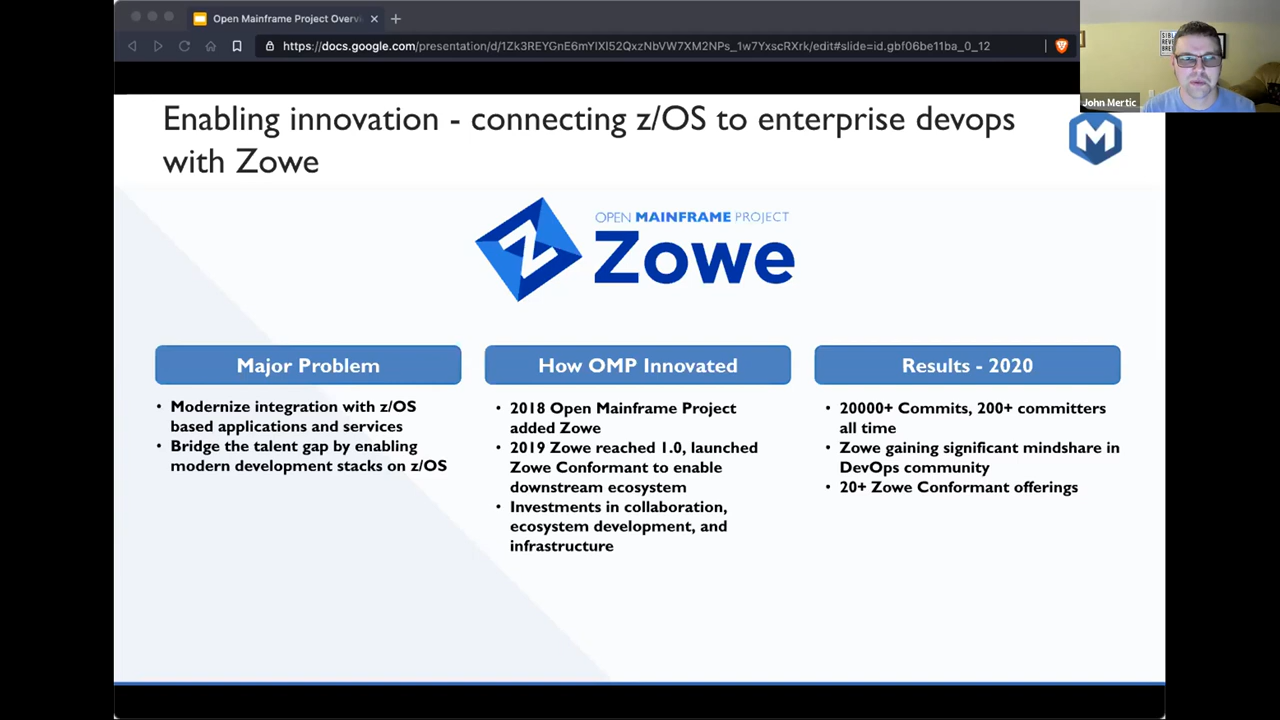 Open Mainframe Project Overvi
https://docs.google.com/presentation/d/1Zk3REYGnE6mYlXI52QxzNbVW7XM2NPs_1w7YxscRXrk/edit#slide=id.gbf06be11ba_0_12
John Mertic
Enabling innovation - connecting z/OS to enterprise devops
with Zowe
M
OPEN MAINFRAME PROJECT
Zowe
Major Problem
• Modernize integration with z/OS
based applications and services
• Bridge the talent gap by enabling
modern development stacks on z/OS
How OMP Innovated
• 2018 Open Mainframe Project
added Zowe
• 2019 Zowe reached 1.0, launched
Zowe Conformant to enable
downstream ecosystem
• Investments in collaboration,
ecosystem development, and
infrastructure
Results - 2020
• 20000+ Commits, 200+ committers
all time
• Zowe gaining significant mindshare in
DevOps community
• 20+ Zowe Conformant offerings